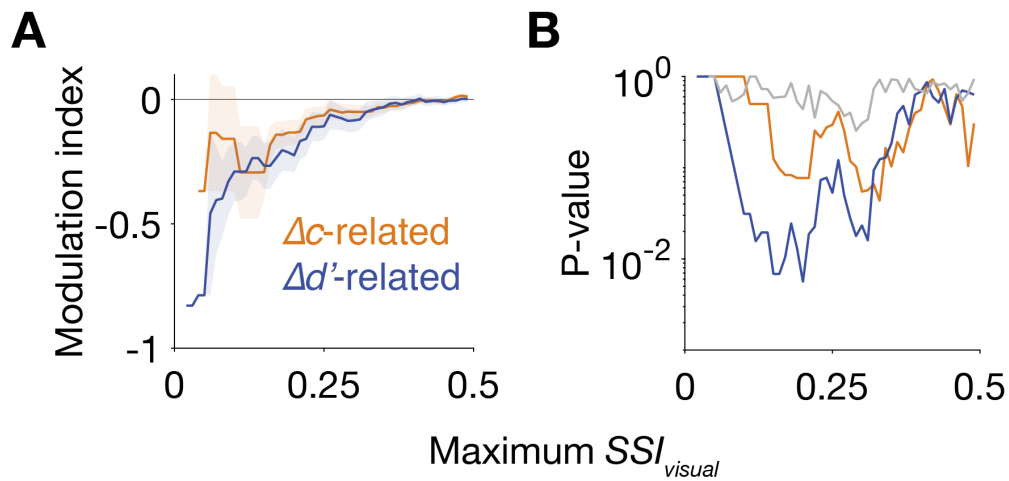 A
Modulation index
0
-0.5
-1
Δc-related
Δd’-related
0
0.25
0.5
B
P-value
10^0
10^-2
0
0.25
0.5
Maximum SSI_visual